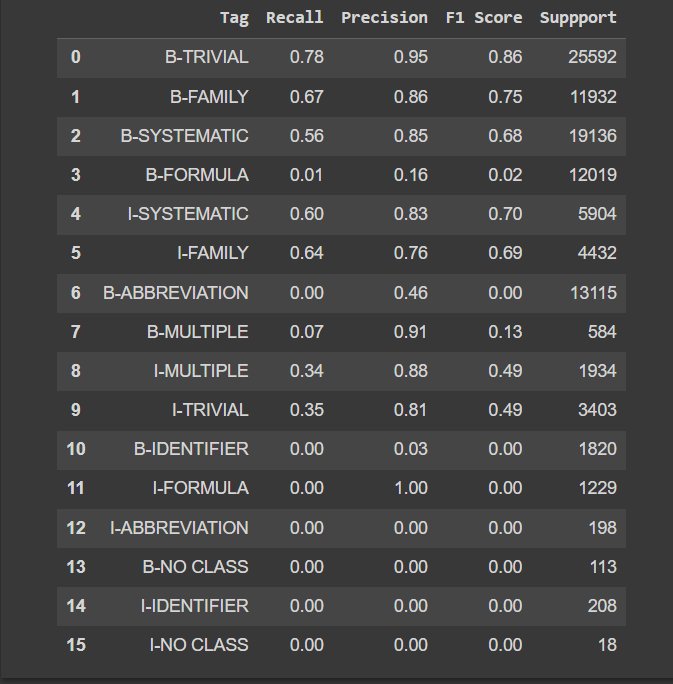 Tag Recall Precision F1 Score Suppport
0 B-TRIVIAL 0.78 0.95 0.86 25592
1 B-FAMILY 0.67 0.86 0.75 11932
2 B-SYSTEMATIC 0.56 0.85 0.68 19136
3 B-FORMULA 0.01 0.16 0.02 12019
4 I-SYSTEMATIC 0.60 0.83 0.70 5904
5 I-FAMILY 0.64 0.76 0.69 4432
6 B-ABBREVIATION 0.00 0.46 0.00 13115
7 B-MULTIPLE 0.07 0.91 0.13 584
8 I-MULTIPLE 0.34 0.88 0.49 1934
9 I-TRIVIAL 0.35 0.81 0.49 3403
10 B-IDENTIFIER 0.00 0.03 0.00 1820
11 I-FORMULA 0.00 1.00 0.00 1229
12 I-ABBREVIATION 0.00 0.00 0.00 198
13 B-NO CLASS 0.00 0.00 0.00 113
14 I-IDENTIFIER 0.00 0.00 0.00 208
15 I-NO CLASS 0.00 0.00 0.00 18